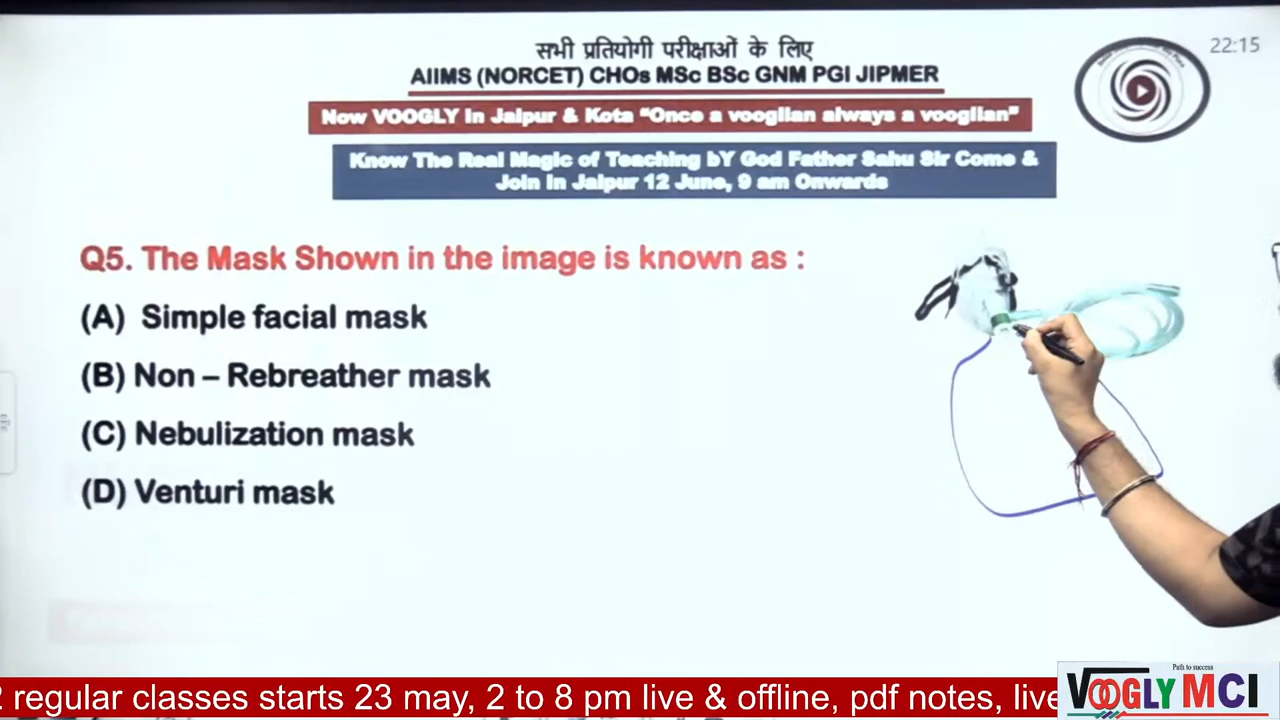 सभी प्रतियोगी परीक्षाओं के लिए
AIIMS (NORCET) CHOs MSc BSc GNM PGI JIPMER
22:15
Now VOOGLY In Jaipur & Kota “Once a vooglian always a vooglian”
Know The Real Magic of Teaching bY God Father Sahu Sir Come &
Join In Jaipur 12 June, 9 am Onwards
Q5. The Mask Shown in the image is known as :
(A) Simple facial mask
(B) Non – Rebreather mask
(C) Nebulization mask
(D) Venturi mask
Path to success
VOOGLY MCI
2 regular classes starts 23 may, 2 to 8 pm live & offline, pdf notes, live